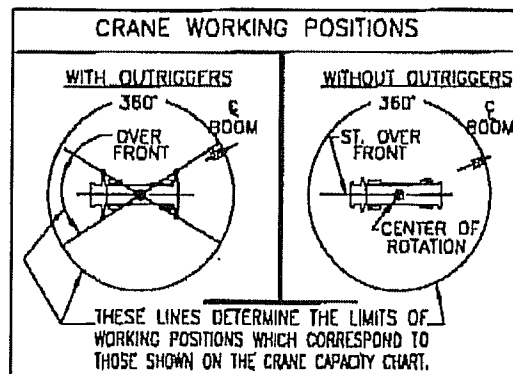 CRANE WORKING POSITIONS
WITH OUTRIGGERS
360°
℄
BOOM
OVER
FRONT
WITHOUT OUTRIGGERS
360°
℄
BOOM
ST. OVER
FRONT
CENTER OF
ROTATION
THESE LINES DETERMINE THE LIMITS OF
WORKING POSITIONS WHICH CORRESPOND TO
THOSE SHOWN ON THE CRANE CAPACITY CHART.